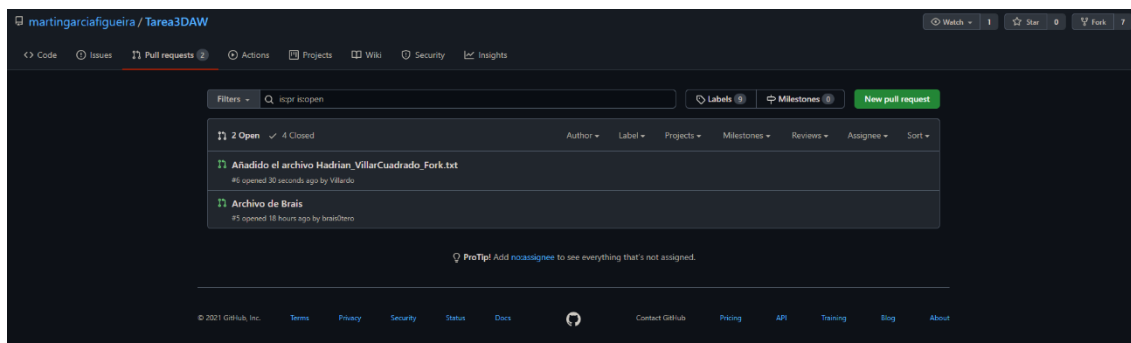 martingarciafigueira / Tarea3DAW
Watch 1 Star 0 Fork 7
Code Issues Pull requests 2 Actions Projects Wiki Security Insights
Filters is:pr is:open Labels 9 Milestones 0 New pull request
2 Open 4 Closed Author Label Projects Milestones Reviews Assignee Sort
Añadido el archivo Hadrian_VillarCuadrado_Fork.txt
#6 opened 30 seconds ago by Villardo
Archivo de Brais
#5 opened 18 hours ago by brais0tero
ProTip! Add no:assignee to see everything that's not assigned.
© 2021 GitHub, Inc. Terms Privacy Security Status Docs Contact GitHub Pricing API Training Blog About